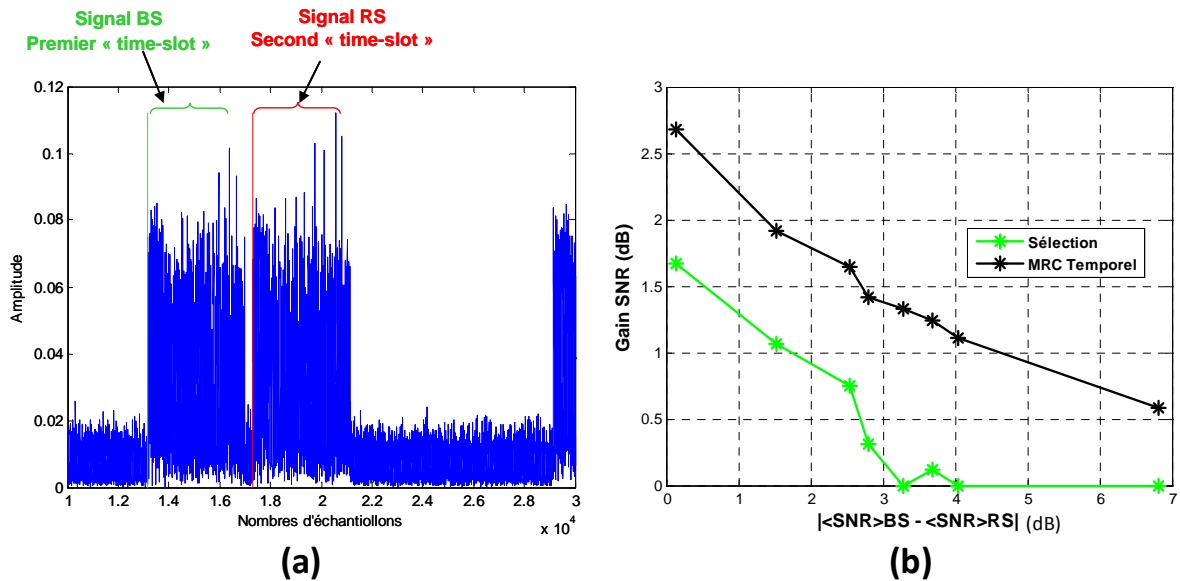 Signal BS
Premier « time-slot »
Signal RS
Second « time-slot »
0.12
0.1
0.08
0.06
0.04
0.02
0
Amplitude
1 1.2 1.4 1.6 1.8 2 2.2 2.4 2.6 2.8 3
Nombres d'échantiollons
x 10^4
(a)
3
2.5
2
1.5
1
0.5
0
Gain SNR (dB)
Sélection
MRC Temporel
0 1 2 3 4 5 6 7
|<SNR>BS - <SNR>RS| (dB)
(b)